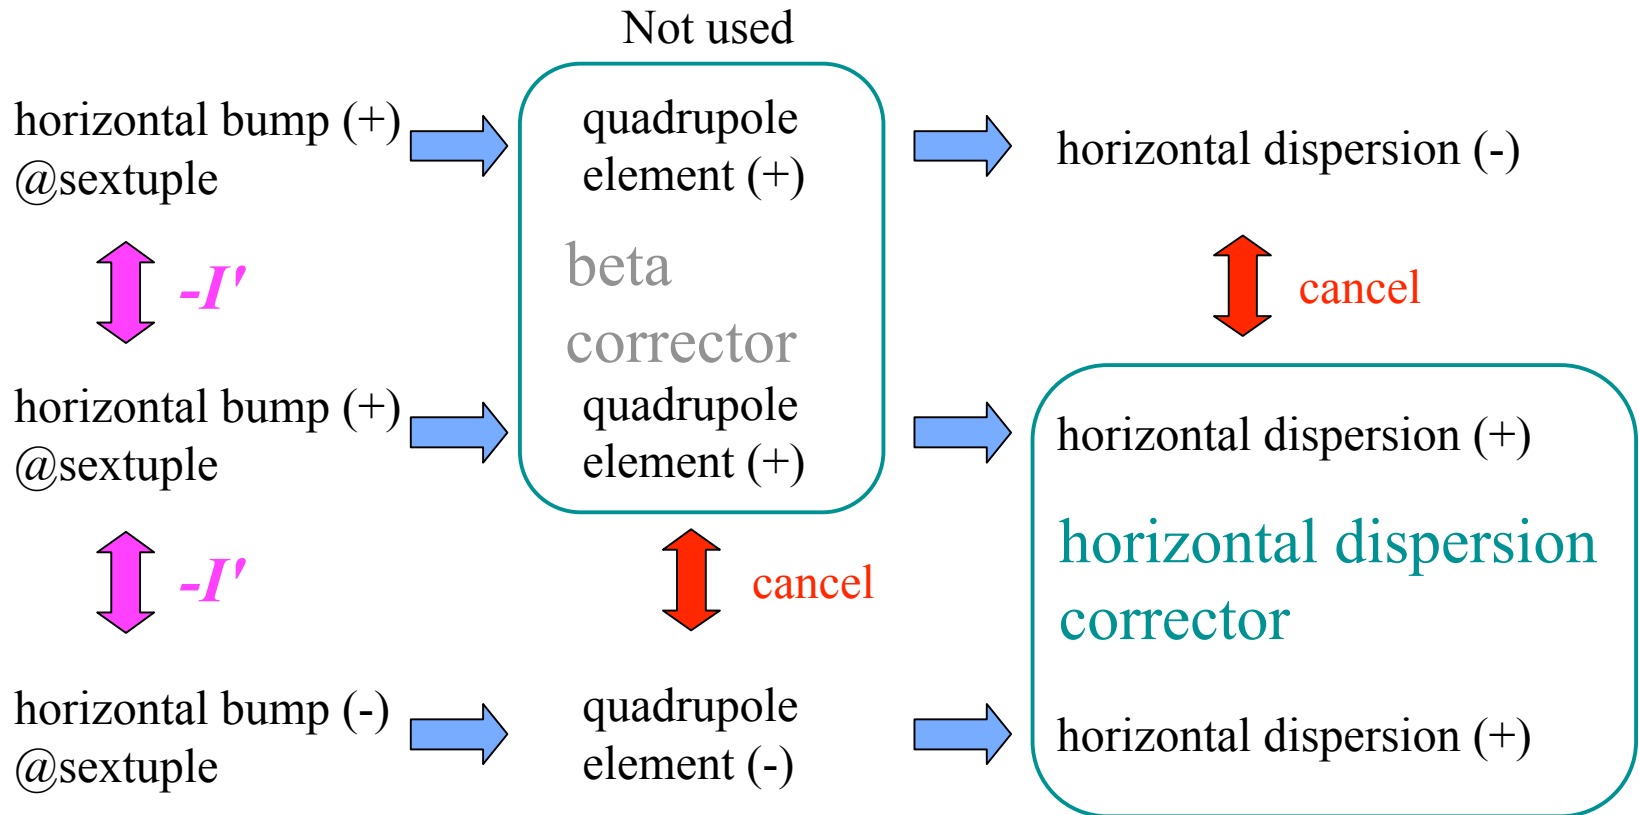 Not used
horizontal bump (+)
@sextuple
quadrupole
element (+)
horizontal dispersion (-)
-I'
beta
corrector
cancel
horizontal bump (+)
@sextuple
quadrupole
element (+)
horizontal dispersion (+)
-I'
cancel
horizontal dispersion
corrector
horizontal bump (-)
@sextuple
quadrupole
element (-)
horizontal dispersion (+)